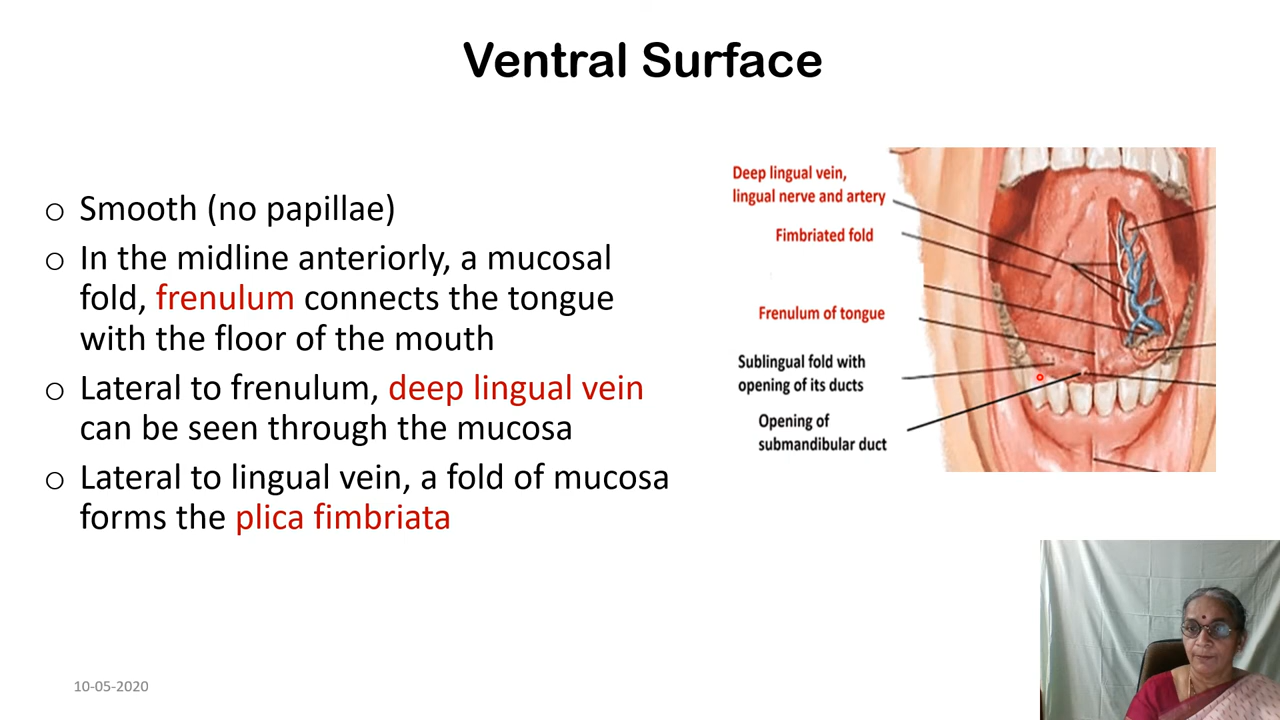 Ventral Surface
o Smooth (no papillae)
o In the midline anteriorly, a mucosal
fold, frenulum connects the tongue
with the floor of the mouth
o Lateral to frenulum, deep lingual vein
can be seen through the mucosa
o Lateral to lingual vein, a fold of mucosa
forms the plica fimbriata
Deep lingual vein,
lingual nerve and artery
Fimbriated fold
Frenulum of tongue
Sublingual fold with
opening of its ducts
Opening of
submandibular duct
10-05-2020